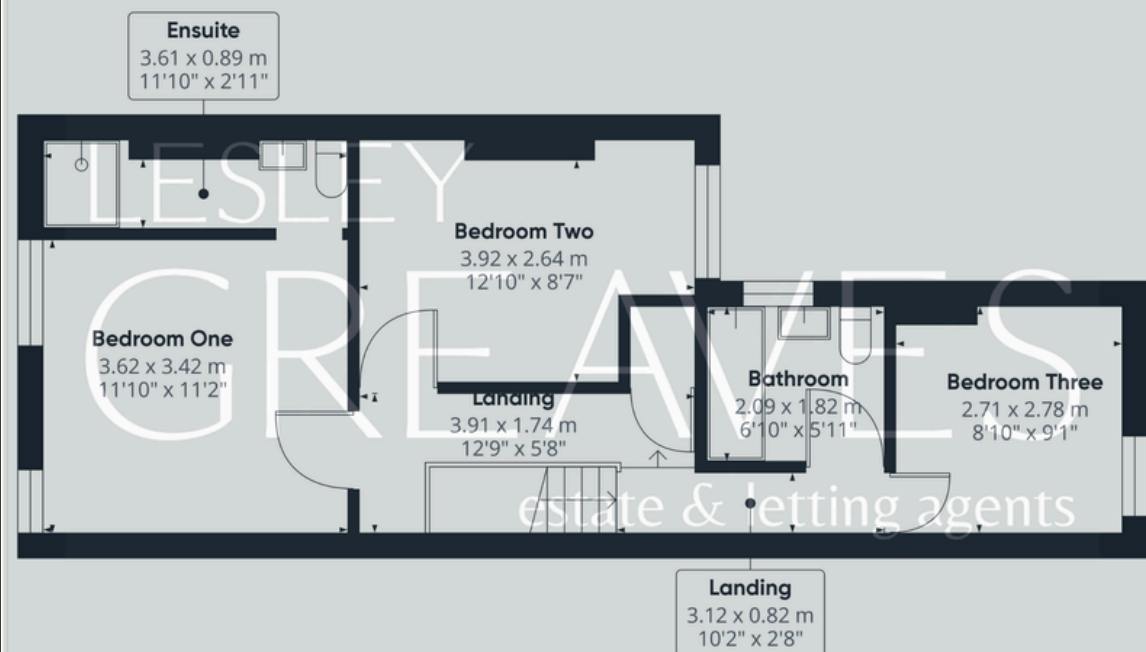 Ensuite
3.61 x 0.89 m
11'10" x 2'11"
LESLEY
GREAVES
estate & letting agents
Bedroom Two
3.92 x 2.64 m
12'10" x 8'7"
Bedroom One
3.62 x 3.42 m
11'10" x 11'2"
Landing
3.91 x 1.74 m
12'9" x 5'8"
Bathroom
2.09 x 1.82 m
6'10" x 5'11"
Bedroom Three
2.71 x 2.78 m
8'10" x 9'1"
Landing
3.12 x 0.82 m
10'2" x 2'8"